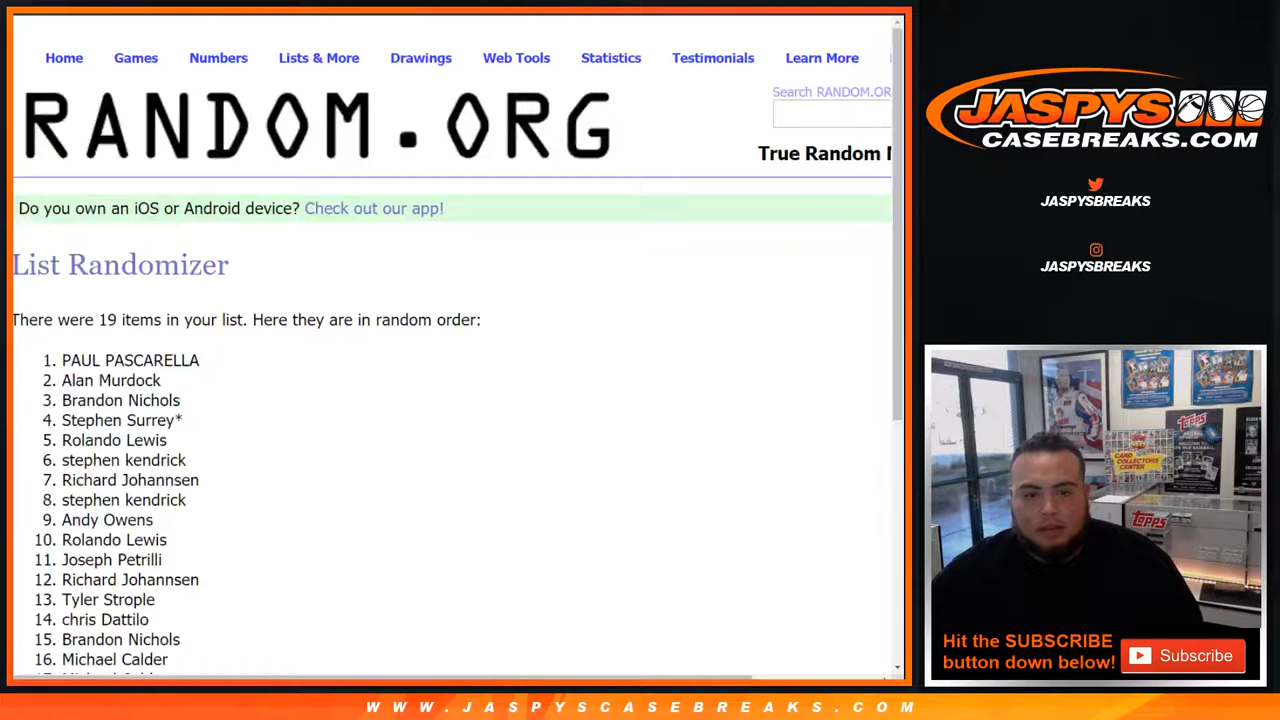 Home Games Numbers Lists & More Drawings Web Tools Statistics Testimonials Learn More
Search RANDOM.OR
RANDOM.ORG
True Random
Do you own an iOS or Android device? Check out our app!
List Randomizer
There were 19 items in your list. Here they are in random order:
1. PAUL PASCARELLA
2. Alan Murdock
3. Brandon Nichols
4. Stephen Surrey*
5. Rolando Lewis
6. stephen kendrick
7. Richard Johannsen
8. stephen kendrick
9. Andy Owens
10. Rolando Lewis
11. Joseph Petrilli
12. Richard Johannsen
13. Tyler Strople
14. chris Dattilo
15. Brandon Nichols
16. Michael Calder
JASPYS
CASEBREAKS.COM
JASPYSBREAKS
JASPYSBREAKS
TOPPS
CARD
COLLECTORS
CENTER
Topps
Hit the SUBSCRIBE
button down below!
Subscribe
WWW.JASPYSCASEBREAKS.COM